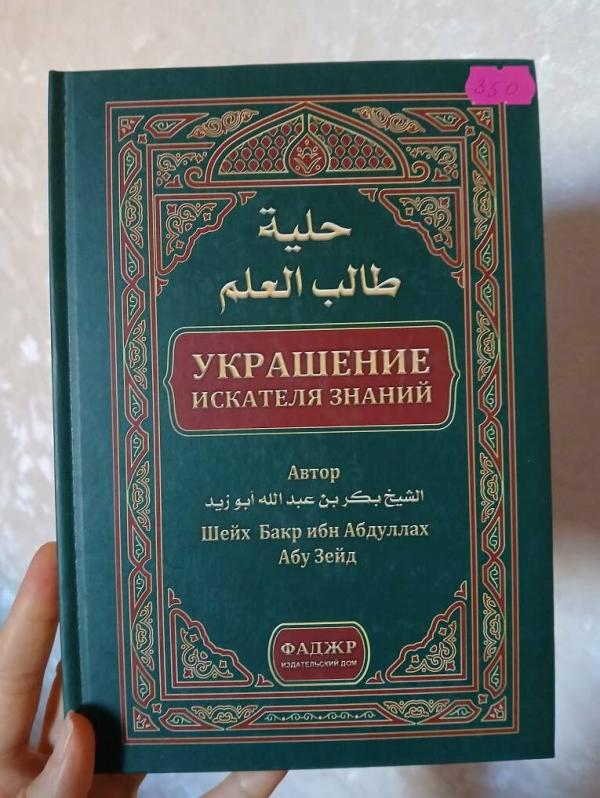 350
حلية
طالب العلم
УКРАШЕНИЕ
ИСКАТЕЛЯ ЗНАНИЙ
Автор
الشيخ بكر بن عبد الله أبو زيد
Шейх Бакр ибн Абдуллах
Абу Зейд
ФАДЖР
ИЗДАТЕЛЬСКИЙ ДОМ